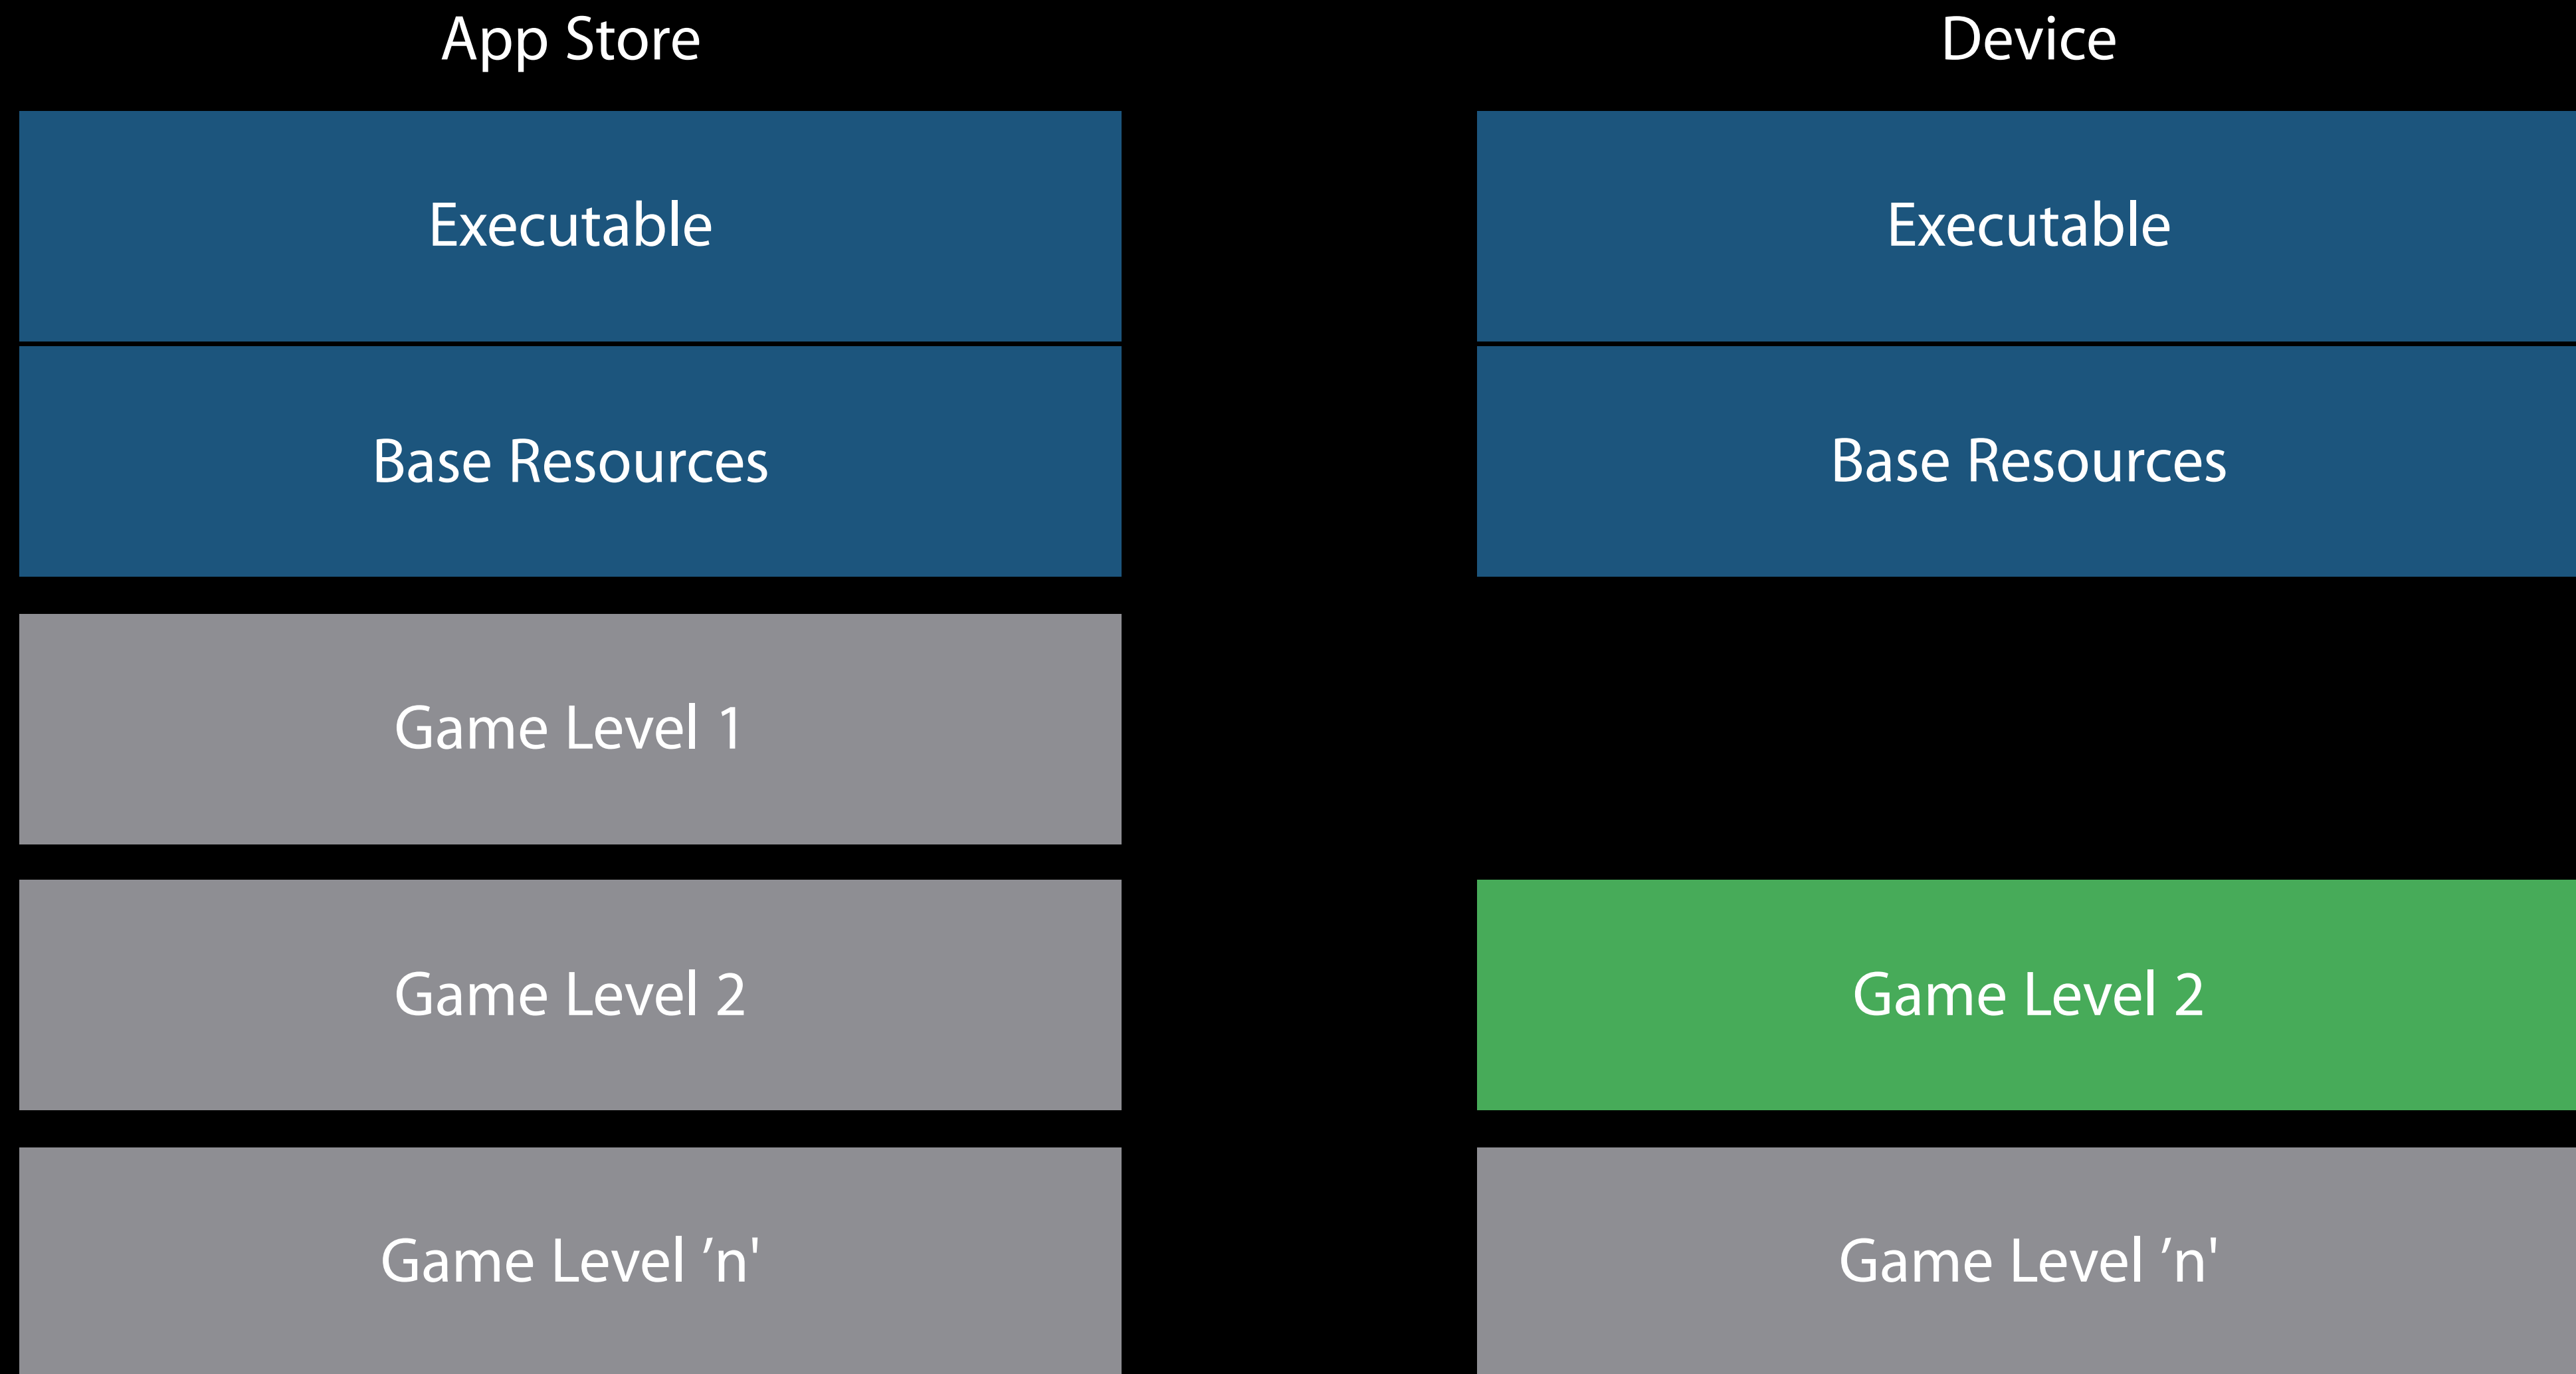 App Store
Device
Executable
Executable
Base Resources
Base Resources
Game Level 1
Game Level 2
Game Level 2
Game Level ’n'
Game Level ’n'